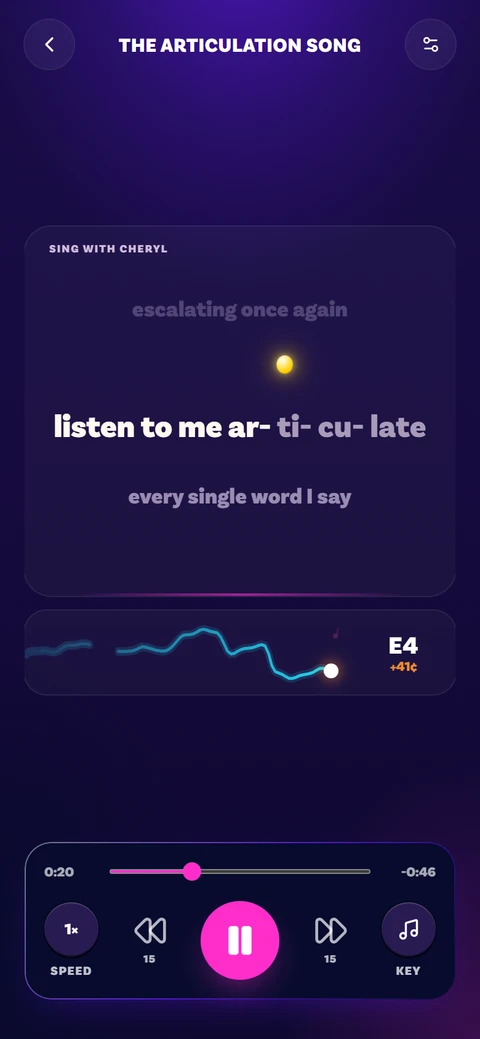 THE ARTICULATION SONG
SING WITH CHERYL
escalating once again
listen to me ar- ti- cu- late
every single word I say
E4
+41¢
0:20
-0:46
1×
15
15
SPEED
KEY